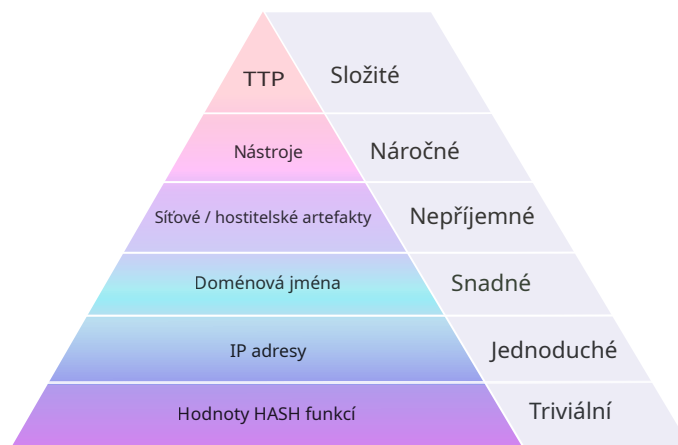 TTP Složité
Nástroje Náročné
Síťové / hostitelské artefakty Nepříjemné
Doménová jména Snadné
IP adresy Jednoduché
Hodnoty HASH funkcí Triviální